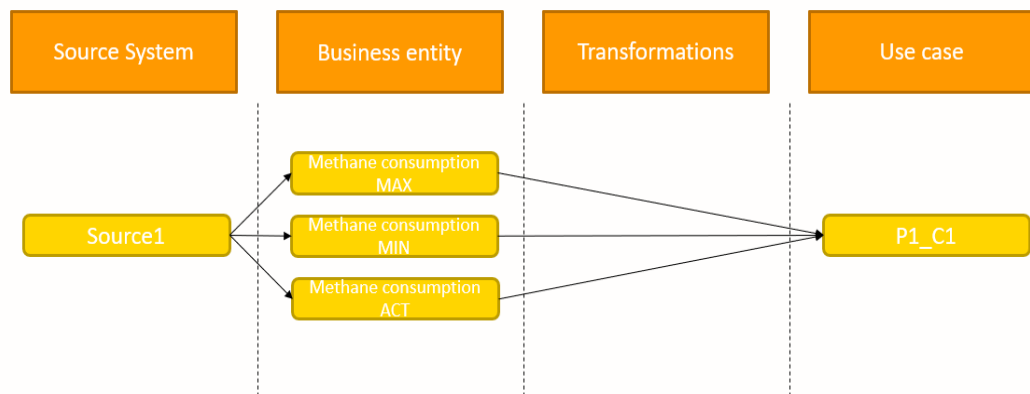 Source System
Business entity
Transformations
Use case
Methane consumption
MAX
Source1
Methane consumption
MIN
P1_C1
Methane consumption
ACT